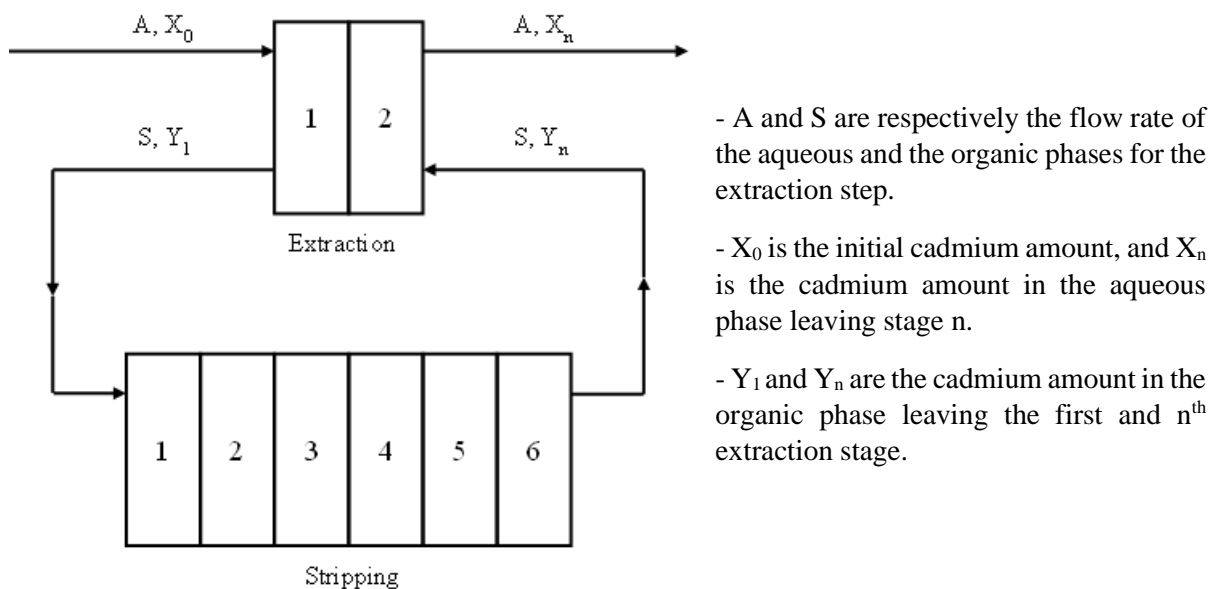 A, X₀
A, Xₙ
1
2
S, Y₁
S, Yₙ
Extraction
1
2
3
4
5
6
Stripping
- A and S are respectively the flow rate of
the aqueous and the organic phases for the
extraction step.
- X₀ is the initial cadmium amount, and Xₙ
is the cadmium amount in the aqueous
phase leaving stage n.
- Y₁ and Yₙ are the cadmium amount in the
organic phase leaving the first and nᵗʰ
extraction stage.